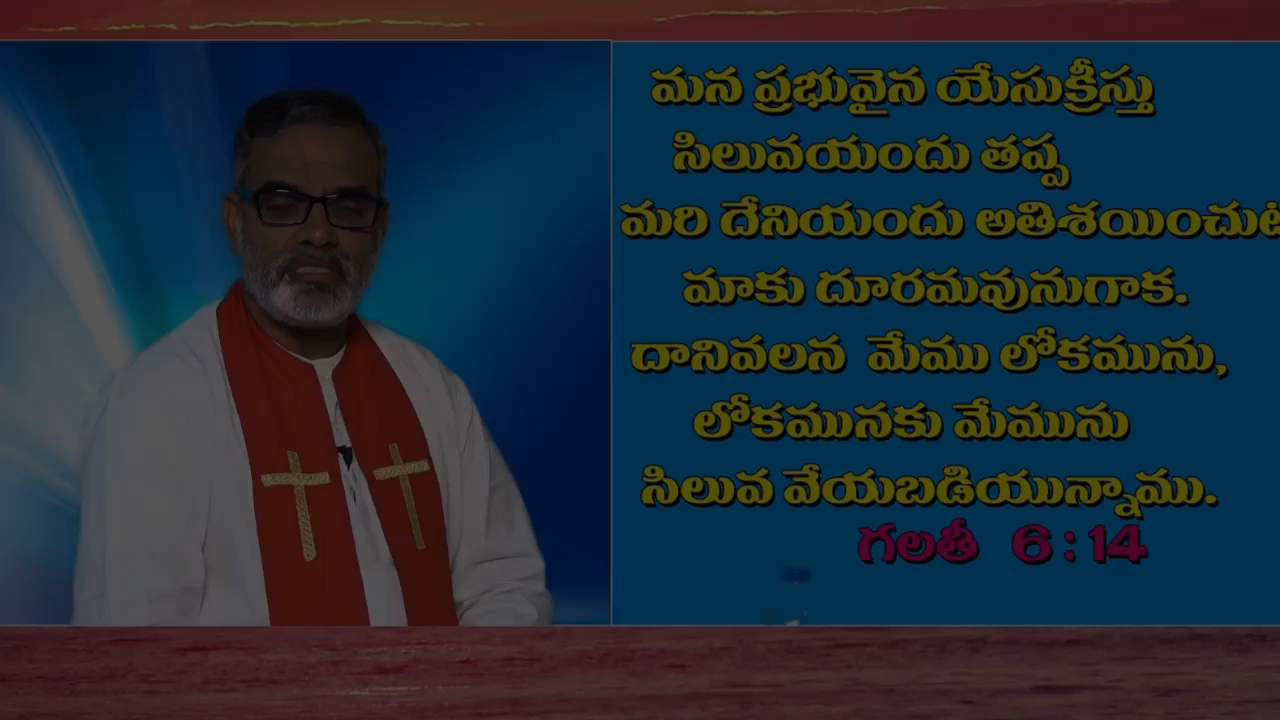 మన ప్రభువైన యేసుక్రీస్తు
సిలువయందు తప్ప
మరి దేనియందు అతిశయించుట
మాకు దూరమవునుగాక.
దానివలన మేము లోకమును,
లోకమునకు మేమును
సిలువ వేయబడియున్నాము.
గలతీ 6 : 14